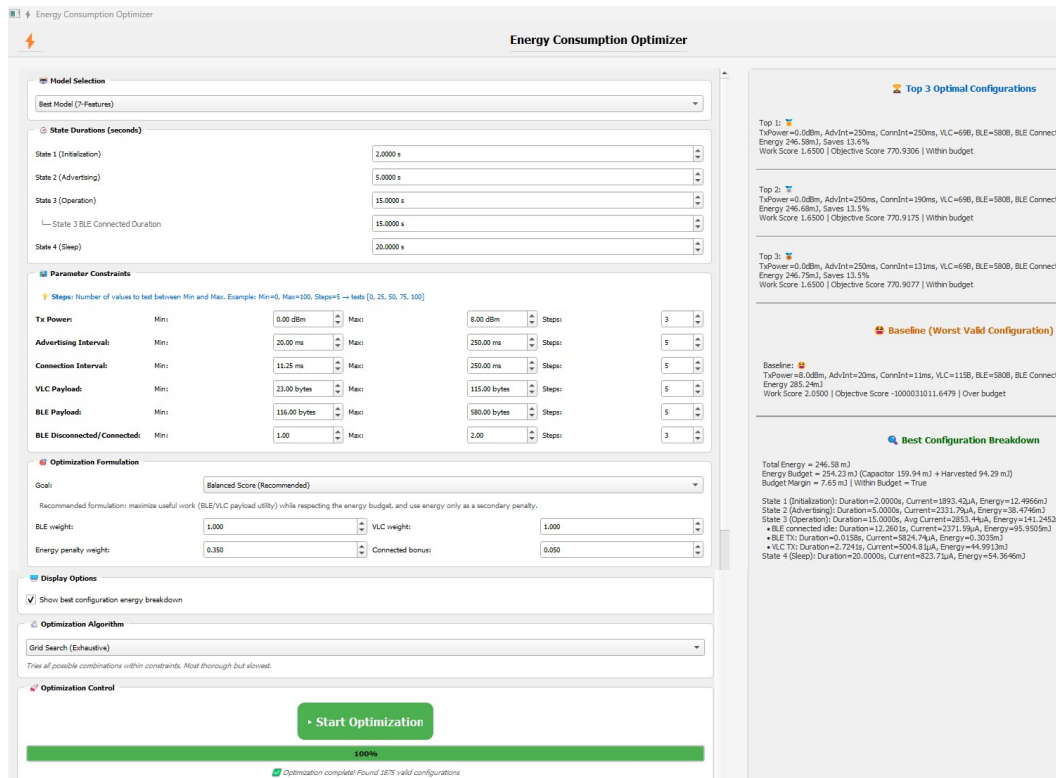 Energy Consumption Optimizer
Energy Consumption Optimizer
Model Selection
Best Model (7-Features)
State Durations (seconds)
State 1 (Initialization) 2.0000 s
State 2 (Advertising) 5.0000 s
State 3 (Operation) 15.0000 s
State 3 BLE Connected Duration 15.0000 s
State 4 (Sleep) 20.0000 s
Parameter Constraints
Steps: Number of values to test between Min and Max. Example: Min=0, Max=100, Steps=5 → tests [0, 25, 50, 75, 100]
Tx Power: Min: 0.00 dBm Max: 8.00 dBm Steps: 3
Advertising Interval: Min: 20.00 ms Max: 250.00 ms Steps: 5
Connection Interval: Min: 11.25 ms Max: 250.00 ms Steps: 5
VLC Payload: Min: 23.00 bytes Max: 115.00 bytes Steps: 5
BLE Payload: Min: 116.00 bytes Max: 580.00 bytes Steps: 5
BLE Disconnected/Connected: Min: 1.00 Max: 2.00 Steps: 3
Optimization Formulation
Goal: Balanced Score (Recommended)
Recommended formulation: maximize useful work (BLE/VLC payload utility) while respecting the energy budget, and use energy only as a secondary penalty.
BLE weight: 1.000 VLC weight: 1.000
Energy penalty weight: 0.350 Connected bonus: 0.050
Display Options
Show best configuration energy breakdown
Optimization Algorithm
Grid Search (Exhaustive)
Tries all possible combinations within constraints. Most thorough but slowest.
Optimization Control
Start Optimization
100%
Optimization complete! Found 1875 valid configurations
Top 3 Optimal Configurations
Top 1:
TxPower=0.0dBm, AdvInt=250ms, ConnInt=250ms, VLC=69B, BLE=580B, BLE Connect
Energy 246.58mJ, Saves 13.6%
Work Score 1.6500 | Objective Score 770.9306 | Within budget
Top 2:
TxPower=0.0dBm, AdvInt=250ms, ConnInt=190ms, VLC=69B, BLE=580B, BLE Connect
Energy 246.68mJ, Saves 13.5%
Work Score 1.6500 | Objective Score 770.9175 | Within budget
Top 3:
TxPower=0.0dBm, AdvInt=250ms, ConnInt=131ms, VLC=69B, BLE=580B, BLE Connect
Energy 246.75mJ, Saves 13.5%
Work Score 1.6500 | Objective Score 770.9077 | Within budget
Baseline (Worst Valid Configuration)
Baseline:
TxPower=8.0dBm, AdvInt=20ms, ConnInt=11ms, VLC=115B, BLE=580B, BLE Connect
Energy 285.24mJ
Work Score 2.0500 | Objective Score -1000031011.6479 | Over budget
Best Configuration Breakdown
Total Energy = 246.58 mJ
Energy Budget = 254.23 mJ (Capacitor 159.94 mJ + Harvested 94.29 mJ)
Budget Margin = 7.65 mJ | Within Budget = True
State 1 (Initialization): Duration=2.0000s, Current=1893.42µA, Energy=12.4966mJ
State 2 (Advertising): Duration=5.0000s, Current=2331.79µA, Energy=38.4746mJ
State 3 (Operation): Duration=15.0000s, Avg Current=2853.44µA, Energy=141.2452
• BLE connected idle: Duration=12.2601s, Current=2371.59µA, Energy=95.9505mJ
• BLE TX: Duration=0.0158s, Current=5824.74µA, Energy=0.3035mJ
• VLC TX: Duration=2.7241s, Current=5004.81µA, Energy=44.9913mJ
State 4 (Sleep): Duration=20.0000s, Current=823.71µA, Energy=54.3646mJ